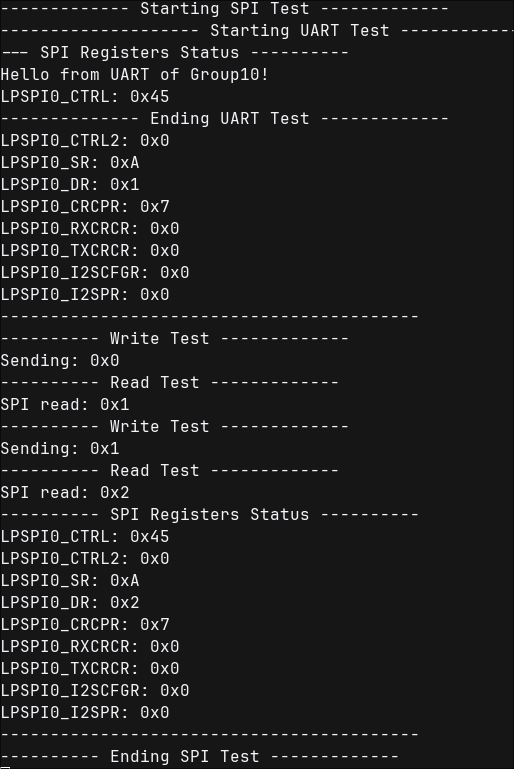 ------------- Starting SPI Test -------------
-------------------- Starting UART Test ------------
--- SPI Registers Status ----------
Hello from UART of Group10!
LPSPI0_CTRL: 0x45
-------------- Ending UART Test -------------
LPSPI0_CTRL2: 0x0
LPSPI0_SR: 0xA
LPSPI0_DR: 0x1
LPSPI0_CRCPR: 0x7
LPSPI0_RXCRCR: 0x0
LPSPI0_TXCRCR: 0x0
LPSPI0_I2SCFGR: 0x0
LPSPI0_I2SPR: 0x0
------------------------------------------
---------- Write Test -------------
Sending: 0x0
---------- Read Test -------------
SPI read: 0x1
---------- Write Test -------------
Sending: 0x1
---------- Read Test -------------
SPI read: 0x2
---------- SPI Registers Status ----------
LPSPI0_CTRL: 0x45
LPSPI0_CTRL2: 0x0
LPSPI0_SR: 0xA
LPSPI0_DR: 0x2
LPSPI0_CRCPR: 0x7
LPSPI0_RXCRCR: 0x0
LPSPI0_TXCRCR: 0x0
LPSPI0_I2SCFGR: 0x0
LPSPI0_I2SPR: 0x0
------------------------------------------
---------- Ending SPI Test -------------